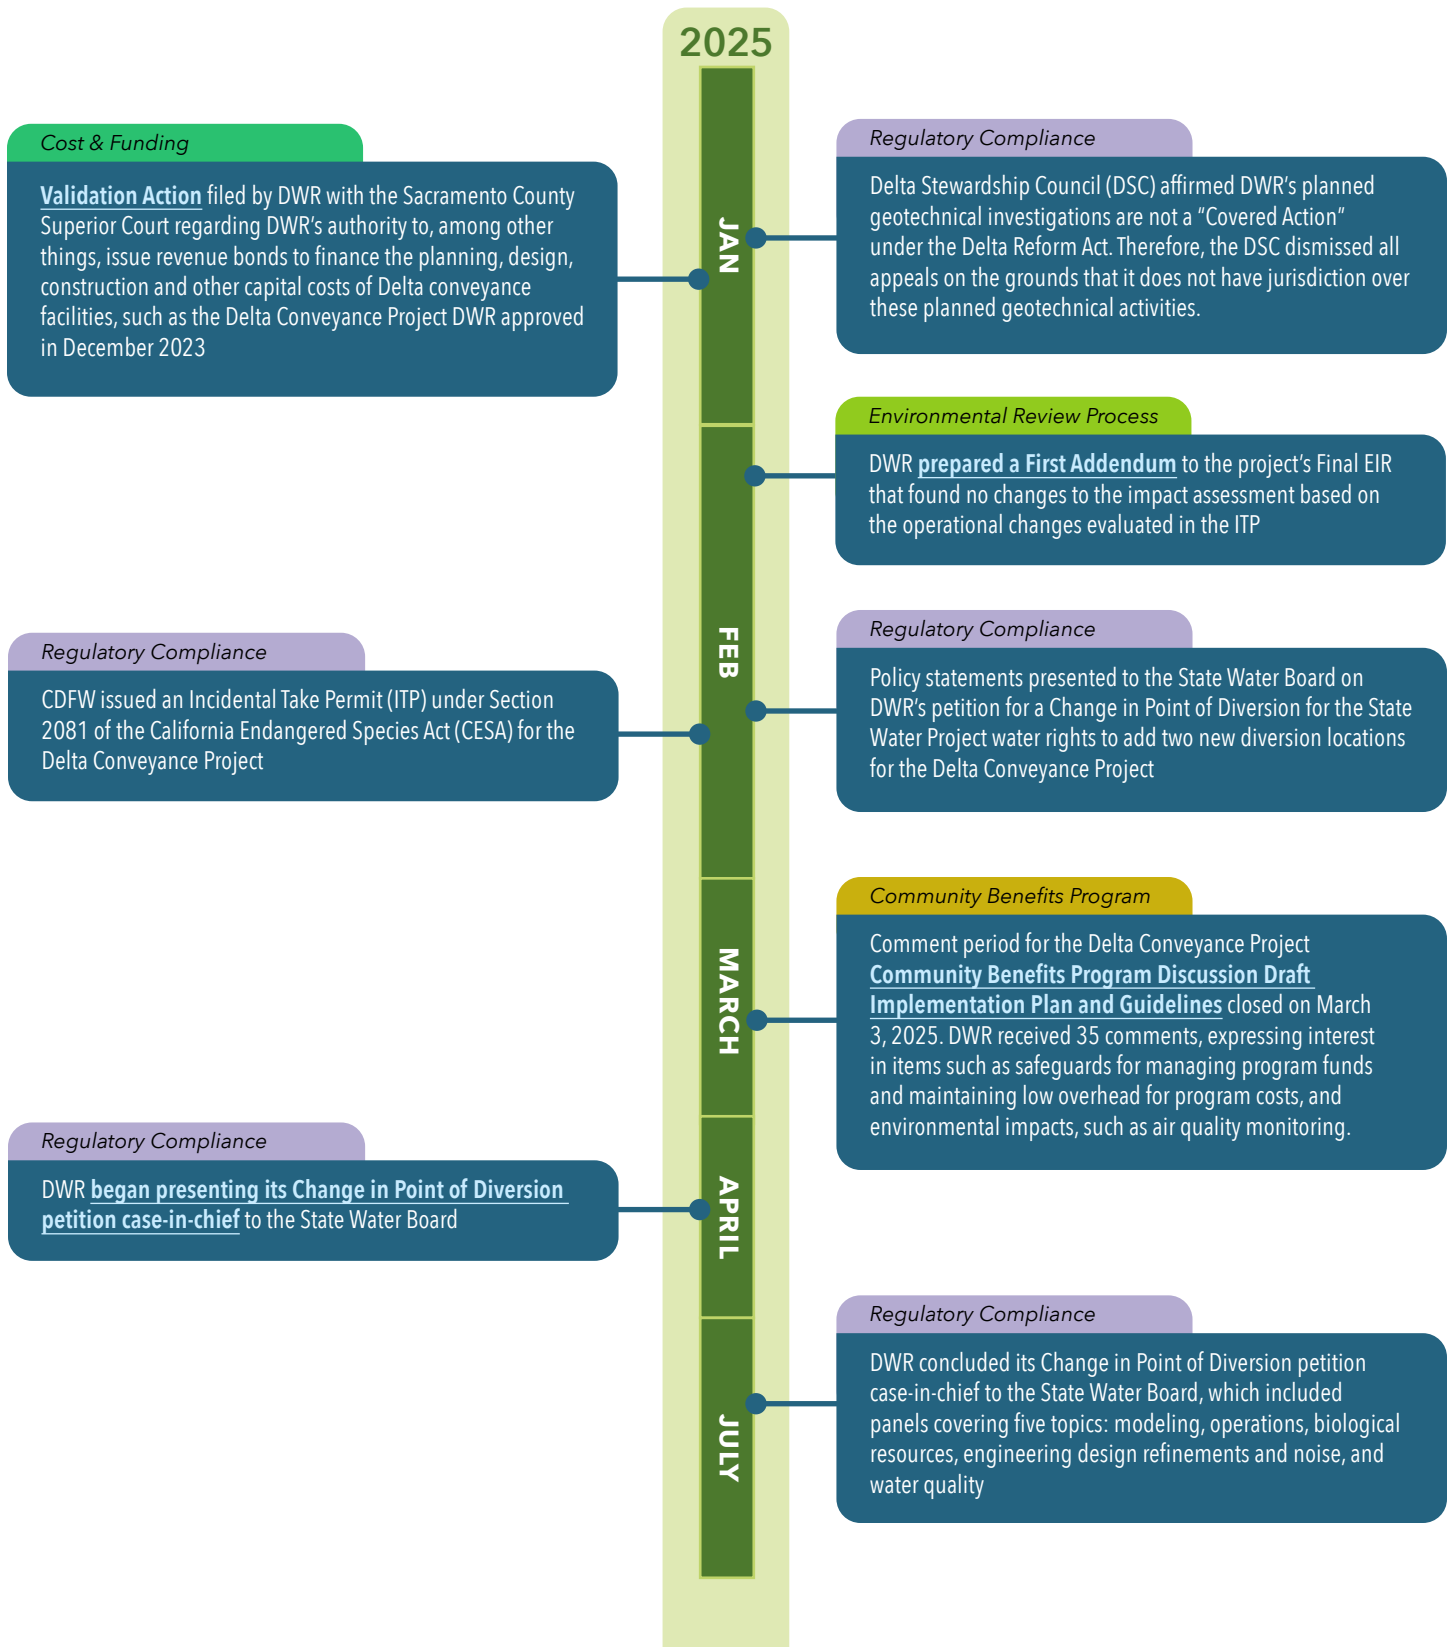 2025
JAN
Cost & Funding
Validation Action filed by DWR with the Sacramento County
Superior Court regarding DWR's authority to, among other
things, issue revenue bonds to finance the planning, design,
construction and other capital costs of Delta conveyance
facilities, such as the Delta Conveyance Project DWR approved
in December 2023
Regulatory Compliance
Delta Stewardship Council (DSC) affirmed DWR's planned
geotechnical investigations are not a "Covered Action"
under the Delta Reform Act. Therefore, the DSC dismissed all
appeals on the grounds that it does not have jurisdiction over
these planned geotechnical activities.
FEB
Environmental Review Process
DWR prepared a First Addendum to the project's Final EIR
that found no changes to the impact assessment based on
the operational changes evaluated in the ITP
Regulatory Compliance
CDFW issued an Incidental Take Permit (ITP) under Section
2081 of the California Endangered Species Act (CESA) for the
Delta Conveyance Project
Regulatory Compliance
Policy statements presented to the State Water Board on
DWR's petition for a Change in Point of Diversion for the State
Water Project water rights to add two new diversion locations
for the Delta Conveyance Project
MARCH
Community Benefits Program
Comment period for the Delta Conveyance Project
Community Benefits Program Discussion Draft
Implementation Plan and Guidelines closed on March
3, 2025. DWR received 35 comments, expressing interest
in items such as safeguards for managing program funds
and maintaining low overhead for program costs, and
environmental impacts, such as air quality monitoring.
APRIL
Regulatory Compliance
DWR began presenting its Change in Point of Diversion
petition case-in-chief to the State Water Board
JULY
Regulatory Compliance
DWR concluded its Change in Point of Diversion petition
case-in-chief to the State Water Board, which included
panels covering five topics: modeling, operations, biological
resources, engineering design refinements and noise, and
water quality